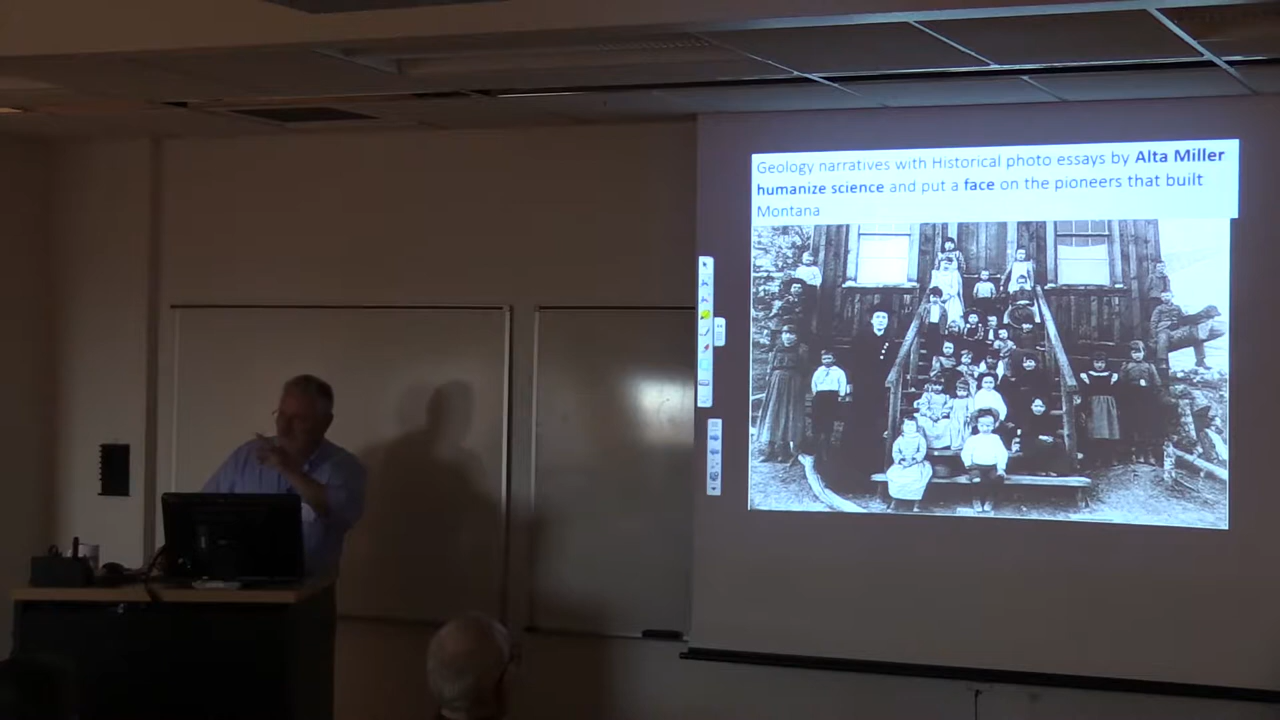 Geology narratives with Historical photo essays by Alta Miller
humanize science and put a face on the pioneers that built
Montana